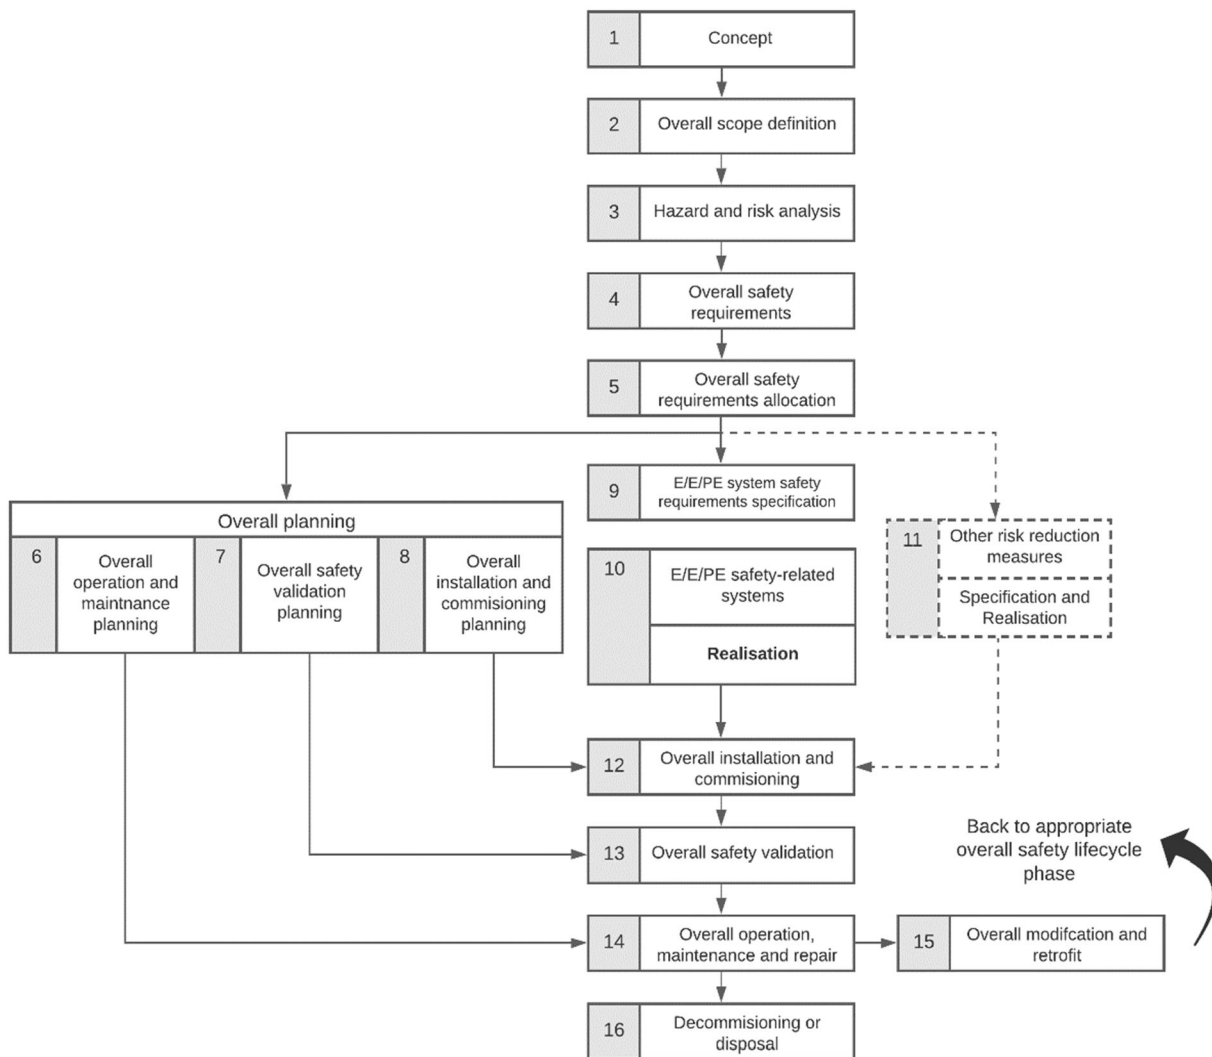 1
Concept
2
Overall scope definition
3
Hazard and risk analysis
4
Overall safety
requirements
5
Overall safety
requirements allocation
9
E/E/PE system safety
requirements specification
Overall planning
6
Overall
operation and
maintnance
planning
7
Overall safety
validation
planning
8
Overall
installation and
commisioning
planning
10
E/E/PE safety-related
systems
Realisation
11
Other risk reduction
measures
Specification and
Realisation
12
Overall installation and
commisioning
13
Overall safety validation
14
Overall operation,
maintenance and repair
15
Overall modifcation and
retrofit
Back to appropriate
overall safety lifecycle
phase
16
Decommisioning or
disposal